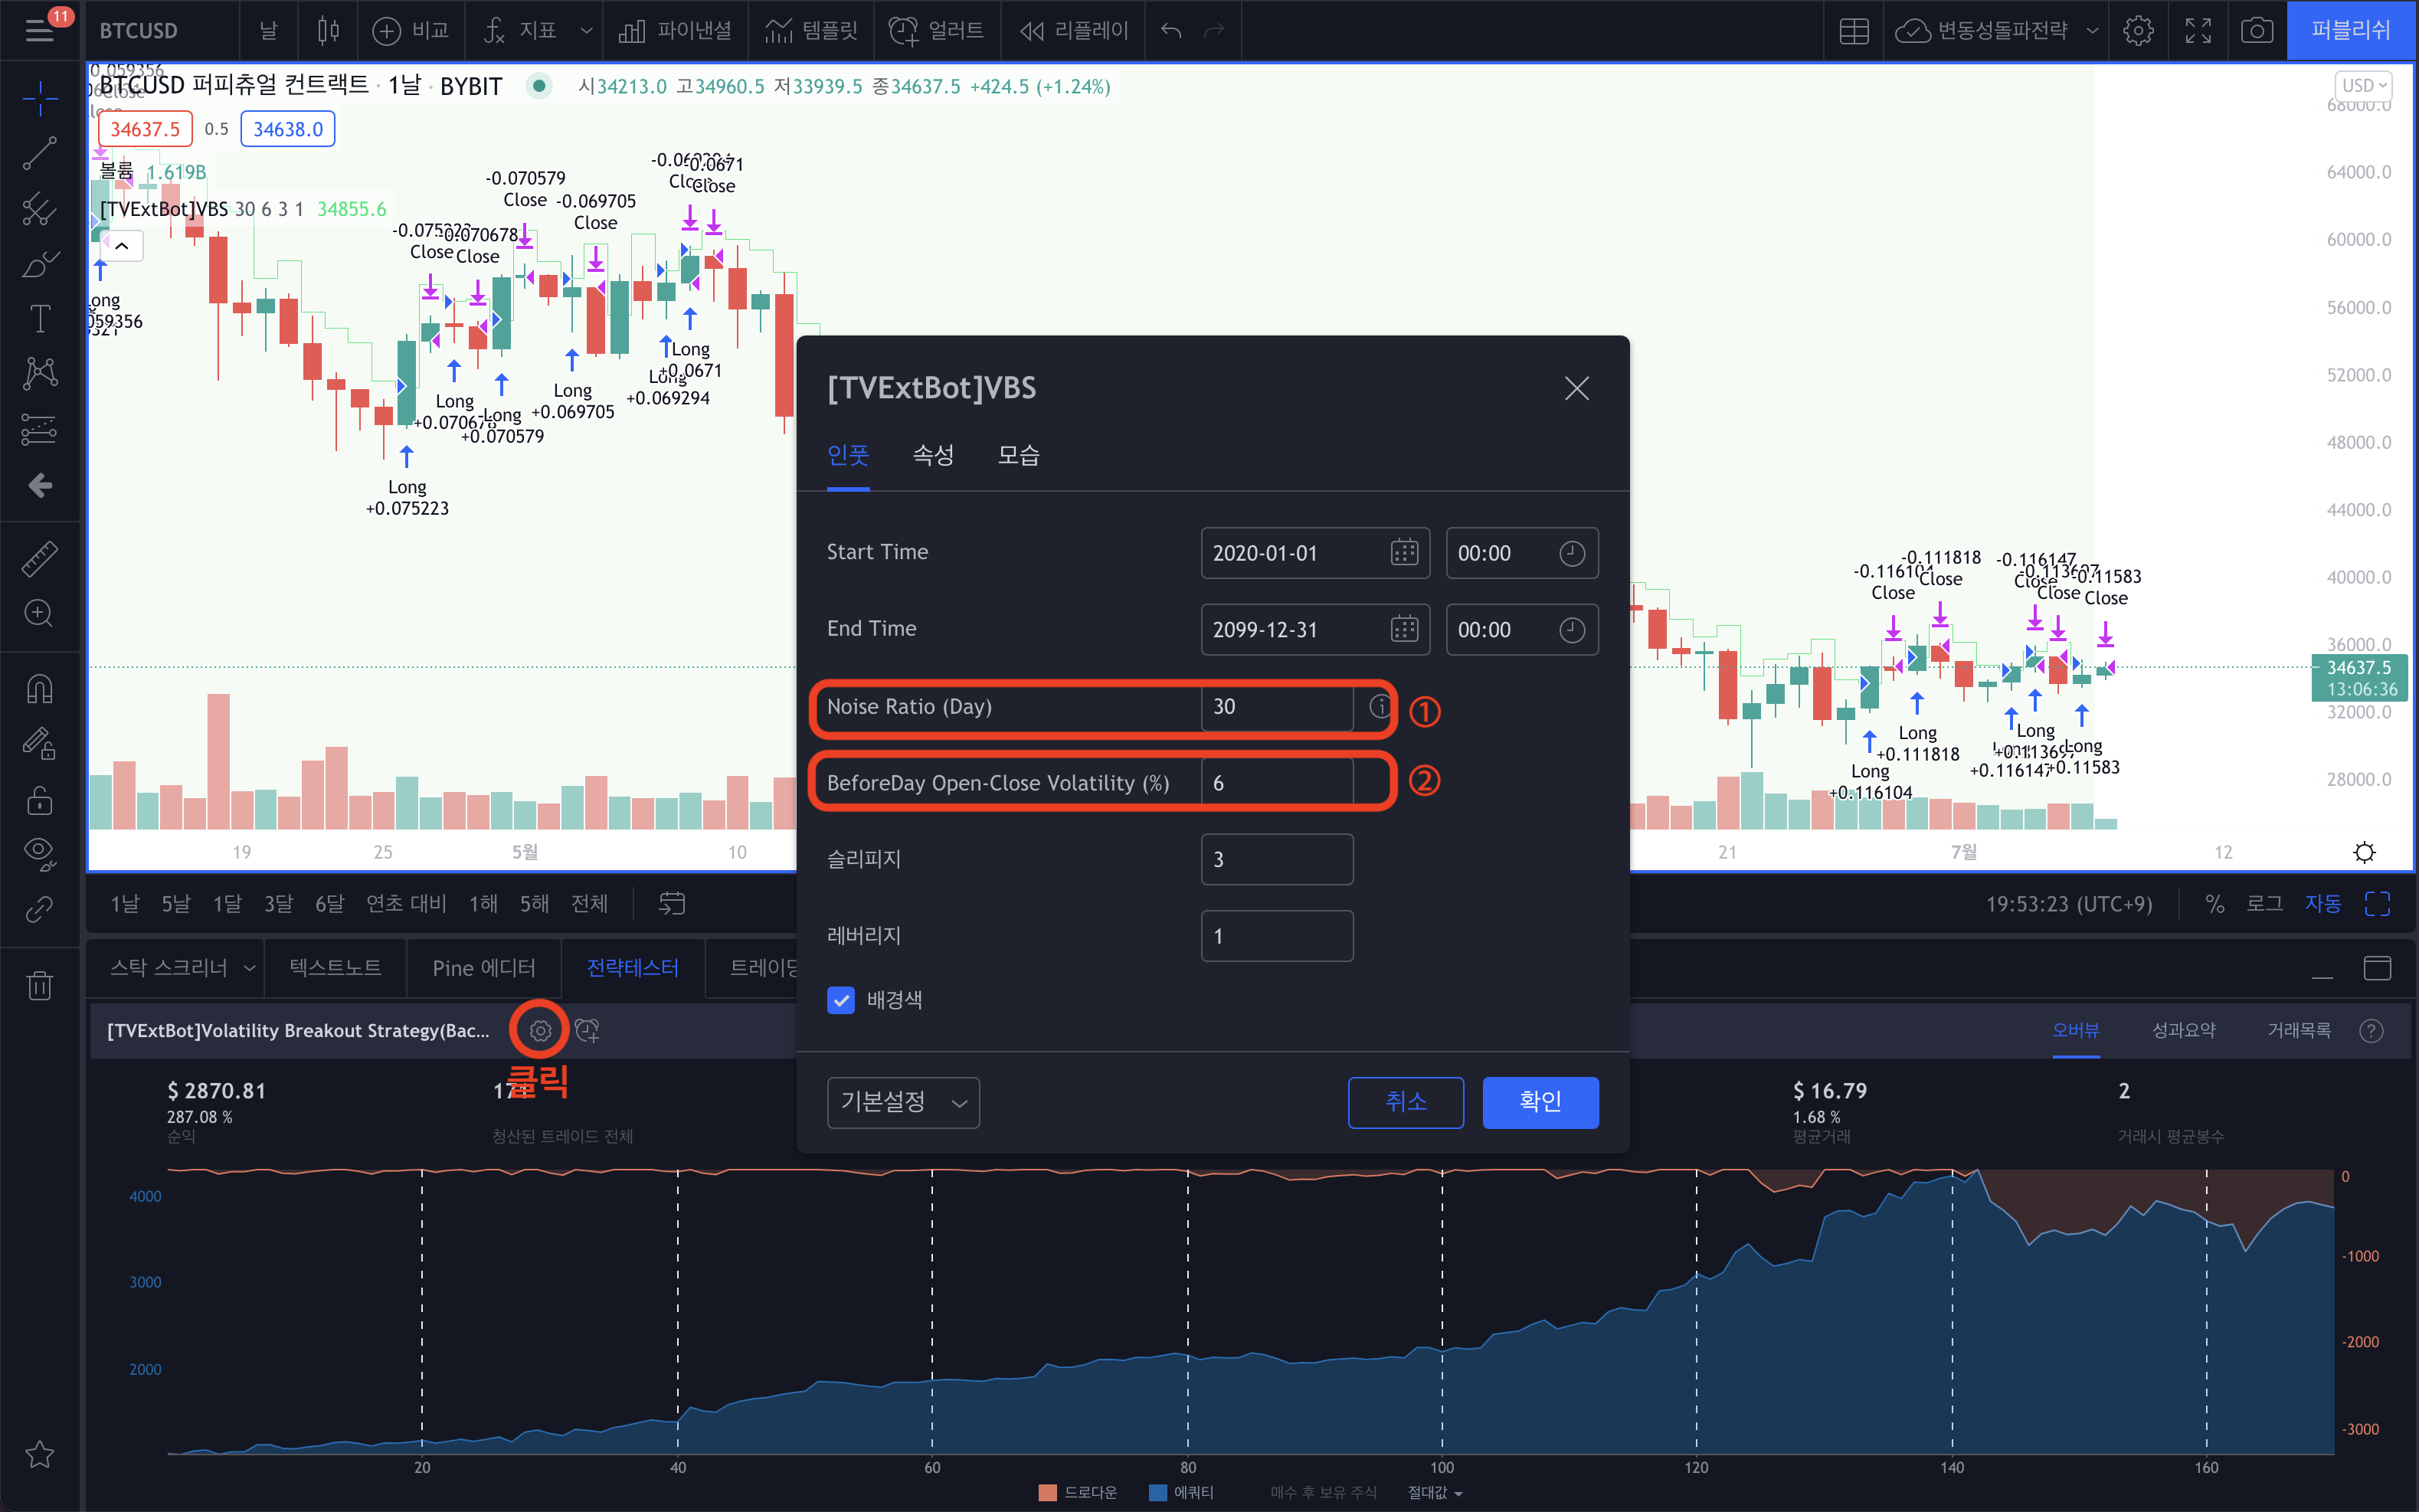 11
BTCUSD
날
비교
지표
파이낸셜
템플릿
얼러트
리플레이
변동성돌파전략
퍼블리쉬
BTCUSD 퍼피츄얼 컨트랙트 · 1날 · BYBIT
시34213.0 고34960.5 저33939.5 종34637.5 +424.5 (+1.24%)
USD
34637.5
0.5
34638.0
볼륨 1.619B
[TVExtBot]VBS 30 6 3 1 34855.6
-0.070579
Close
-0.069705
Close
-0.0671
Close
Close
-0.070678
Close
Long
+0.075223
Long
Long
+0.070579
Long
+0.069705
Long
+0.0671
+0.069294
-0.111818
Close
Close
-0.116147
Close
-0.11583
Close
Long
+0.111818
Long
+0.116104
Long
Long
+0.11583
64000.0
60000.0
56000.0
52000.0
48000.0
44000.0
40000.0
36000.0
34637.5
13:06:36
32000.0
28000.0
19
25
5월
10
21
7월
12
[TVExtBot]VBS
인풋
속성
모습
Start Time
2020-01-01
00:00
End Time
2099-12-31
00:00
Noise Ratio (Day)
30
①
BeforeDay Open-Close Volatility (%)
6
②
슬리피지
3
레버리지
1
배경색
기본설정
취소
확인
1날
5날
1달
3달
6달
연초 대비
1해
5해
전체
19:53:23 (UTC+9)
%
로그
자동
스탁 스크리너
텍스트노트
Pine 에디터
전략테스터
[TVExtBot]Volatility Breakout Strategy(Bac...
클릭
오버뷰
성과요약
거래목록
$ 2870.81
287.08 %
순익
청산된 트레이드 전체
$ 16.79
1.68 %
평균거래
2
거래시 평균봉수
4000
3000
2000
0
-1000
-2000
-3000
20
40
60
80
100
120
140
160
드로다운
에쿼티
매수 후 보유 주식
절대값